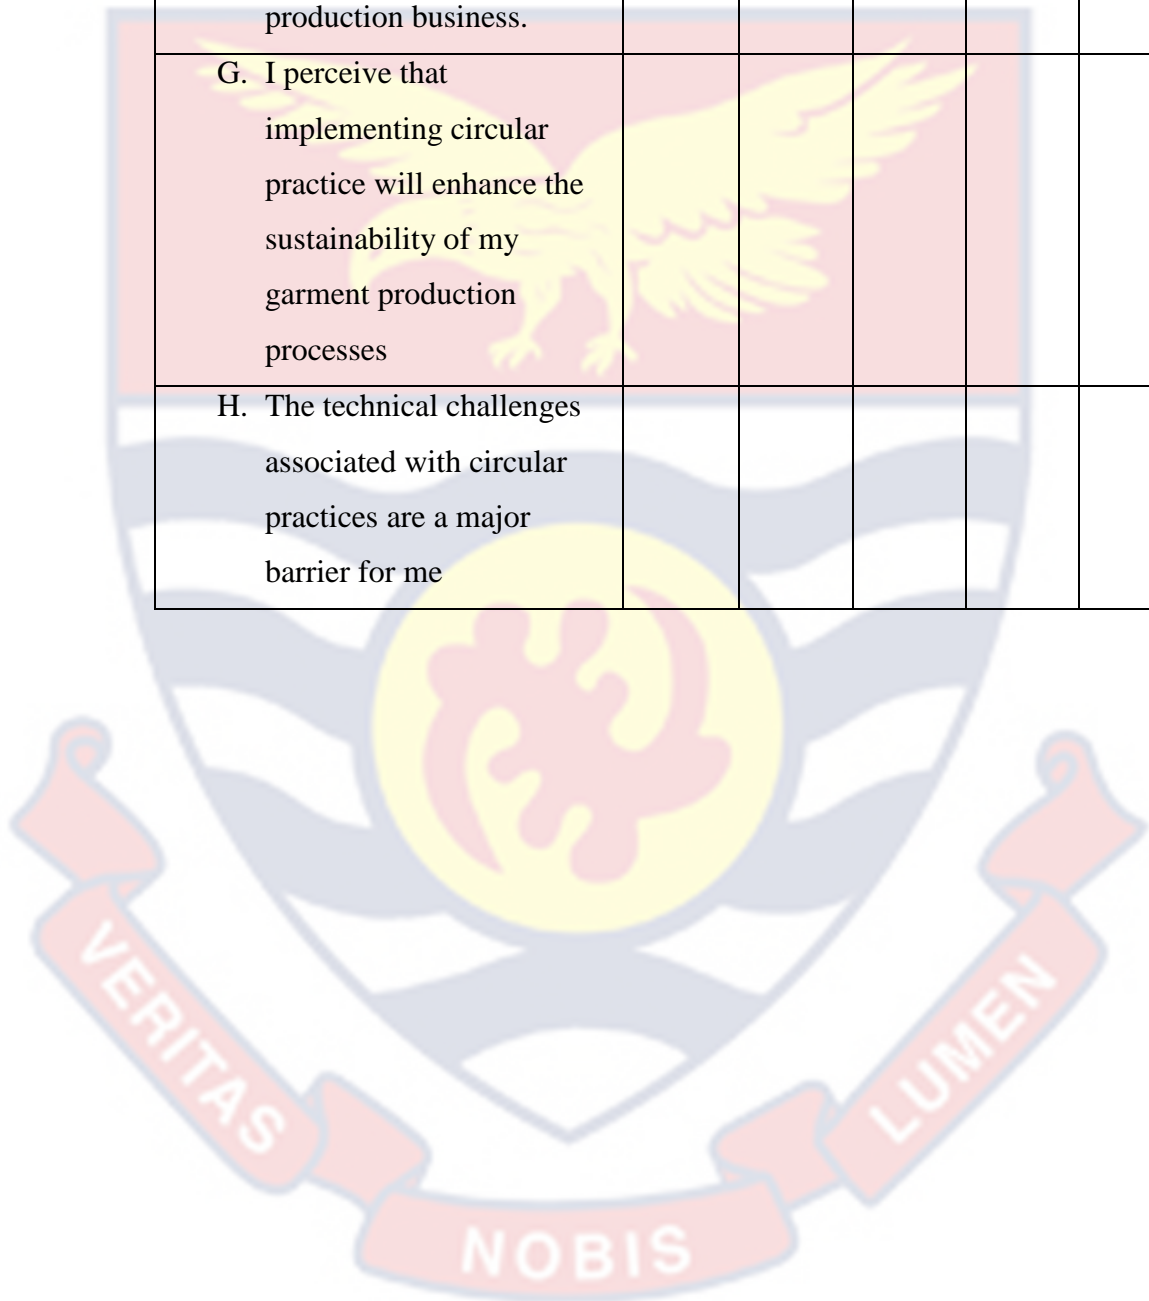 production business.
G. I perceive that
implementing circular
practice will enhance the
sustainability of my
garment production
processes
H. The technical challenges
associated with circular
practices are a major
barrier for me
VERITAS
NOBIS
LUMEN